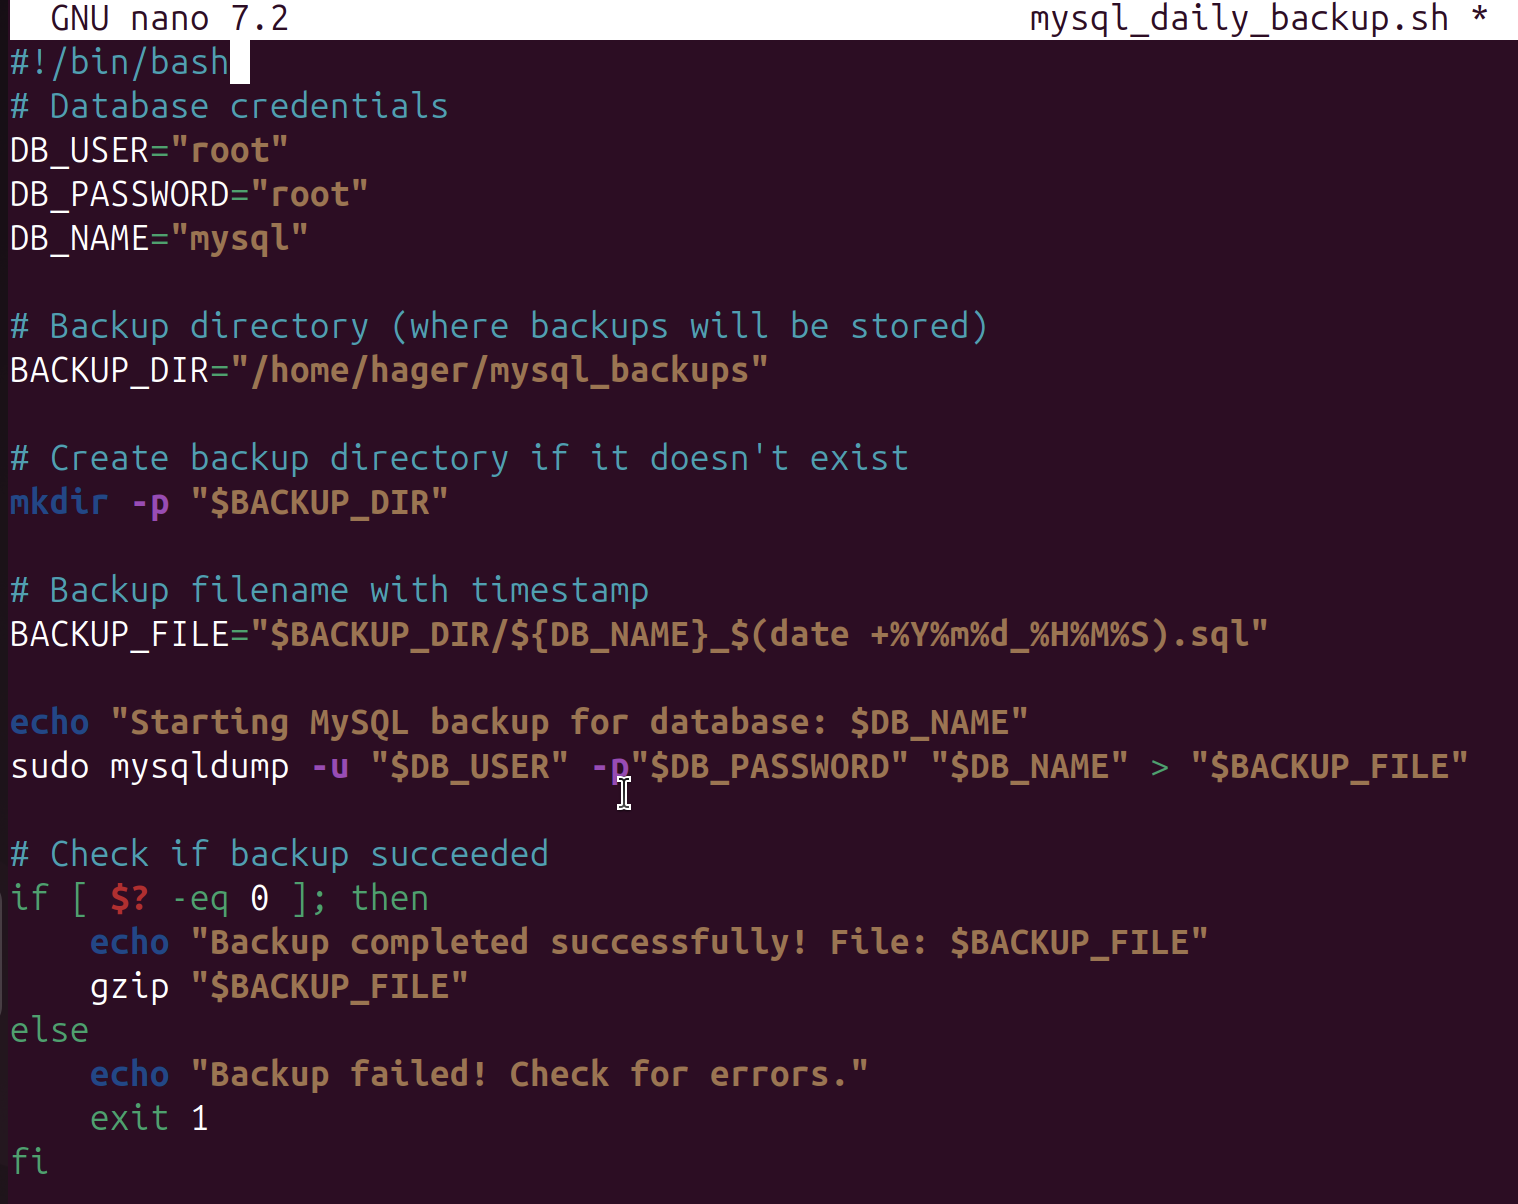 GNU nano 7.2 mysql_daily_backup.sh *
#!/bin/bash
# Database credentials
DB_USER="root"
DB_PASSWORD="root"
DB_NAME="mysql"
# Backup directory (where backups will be stored)
BACKUP_DIR="/home/hager/mysql_backups"
# Create backup directory if it doesn't exist
mkdir -p "$BACKUP_DIR"
# Backup filename with timestamp
BACKUP_FILE="$BACKUP_DIR/${DB_NAME}_$(date +%Y%m%d_%H%M%S).sql"
echo "Starting MySQL backup for database: $DB_NAME"
sudo mysqldump -u "$DB_USER" -p"$DB_PASSWORD" "$DB_NAME" > "$BACKUP_FILE"
# Check if backup succeeded
if [ $? -eq 0 ]; then
    echo "Backup completed successfully! File: $BACKUP_FILE"
    gzip "$BACKUP_FILE"
else
    echo "Backup failed! Check for errors."
    exit 1
fi